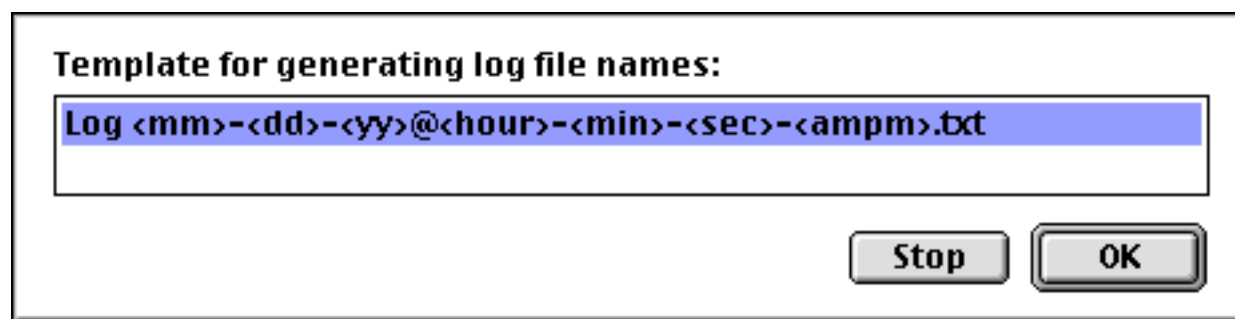 Template for generating log file names:
Log <mm>-<dd>-<yy>@<hour>-<min>-<sec>-<ampm>.txt
Stop
OK